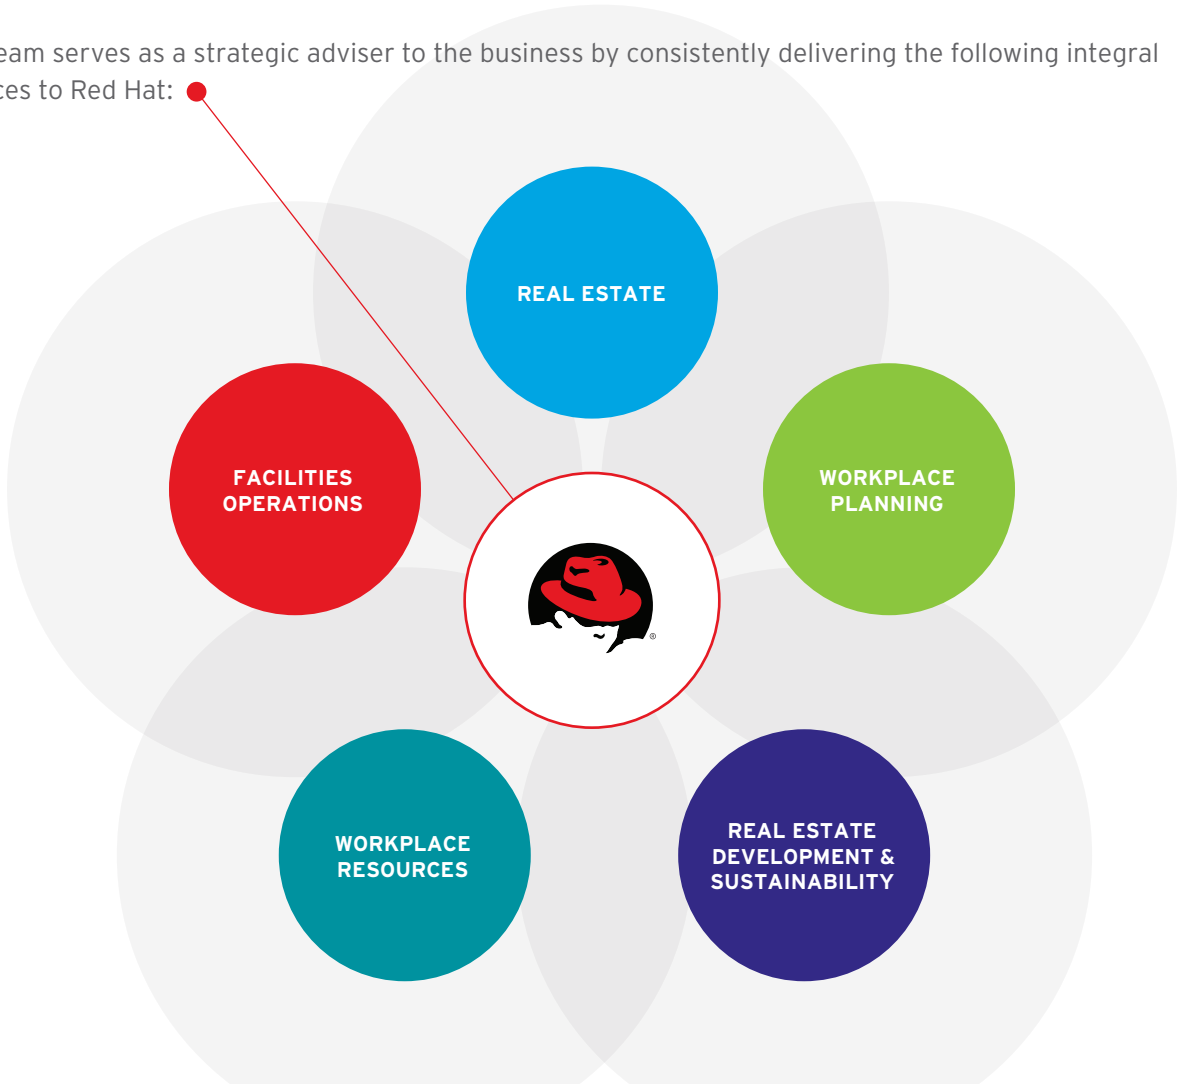 eam serves as a strategic adviser to the business by consistently delivering the following integral
ces to Red Hat:
REAL ESTATE
FACILITIES
OPERATIONS
WORKPLACE
PLANNING
®
WORKPLACE
RESOURCES
REAL ESTATE
DEVELOPMENT &
SUSTAINABILITY